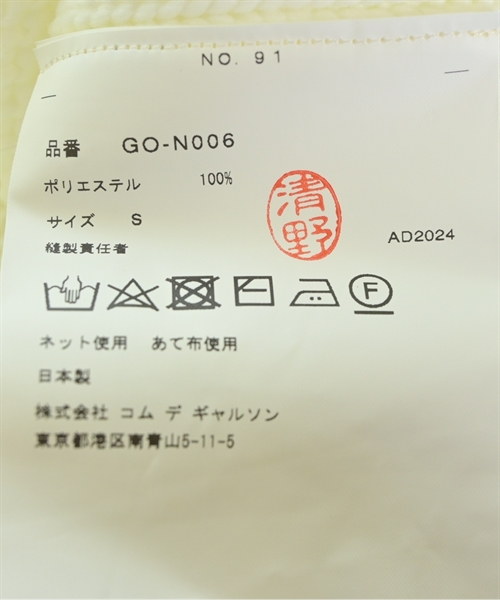 NO. 91
品番 GO-N006
ポリエステル 100%
サイズ S
清野
縫製責任者
AD2024
F
ネット使用 あて布使用
日本製
株式会社 コム デ ギャルソン
東京都港区南青山5-11-5